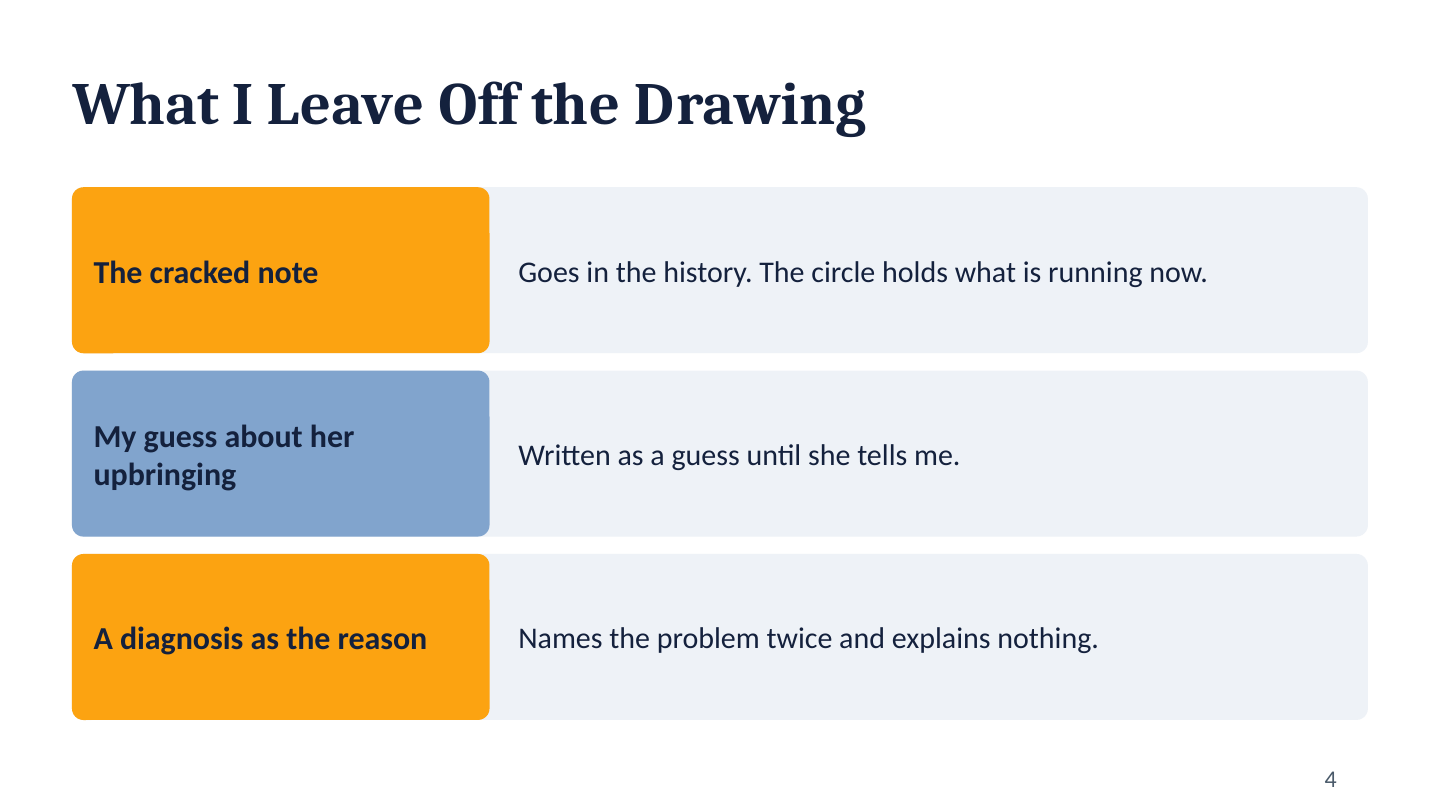 What I Leave Off the Drawing
The cracked note
Goes in the history. The circle holds what is running now.
My guess about her
upbringing
Written as a guess until she tells me.
A diagnosis as the reason
Names the problem twice and explains nothing.
4